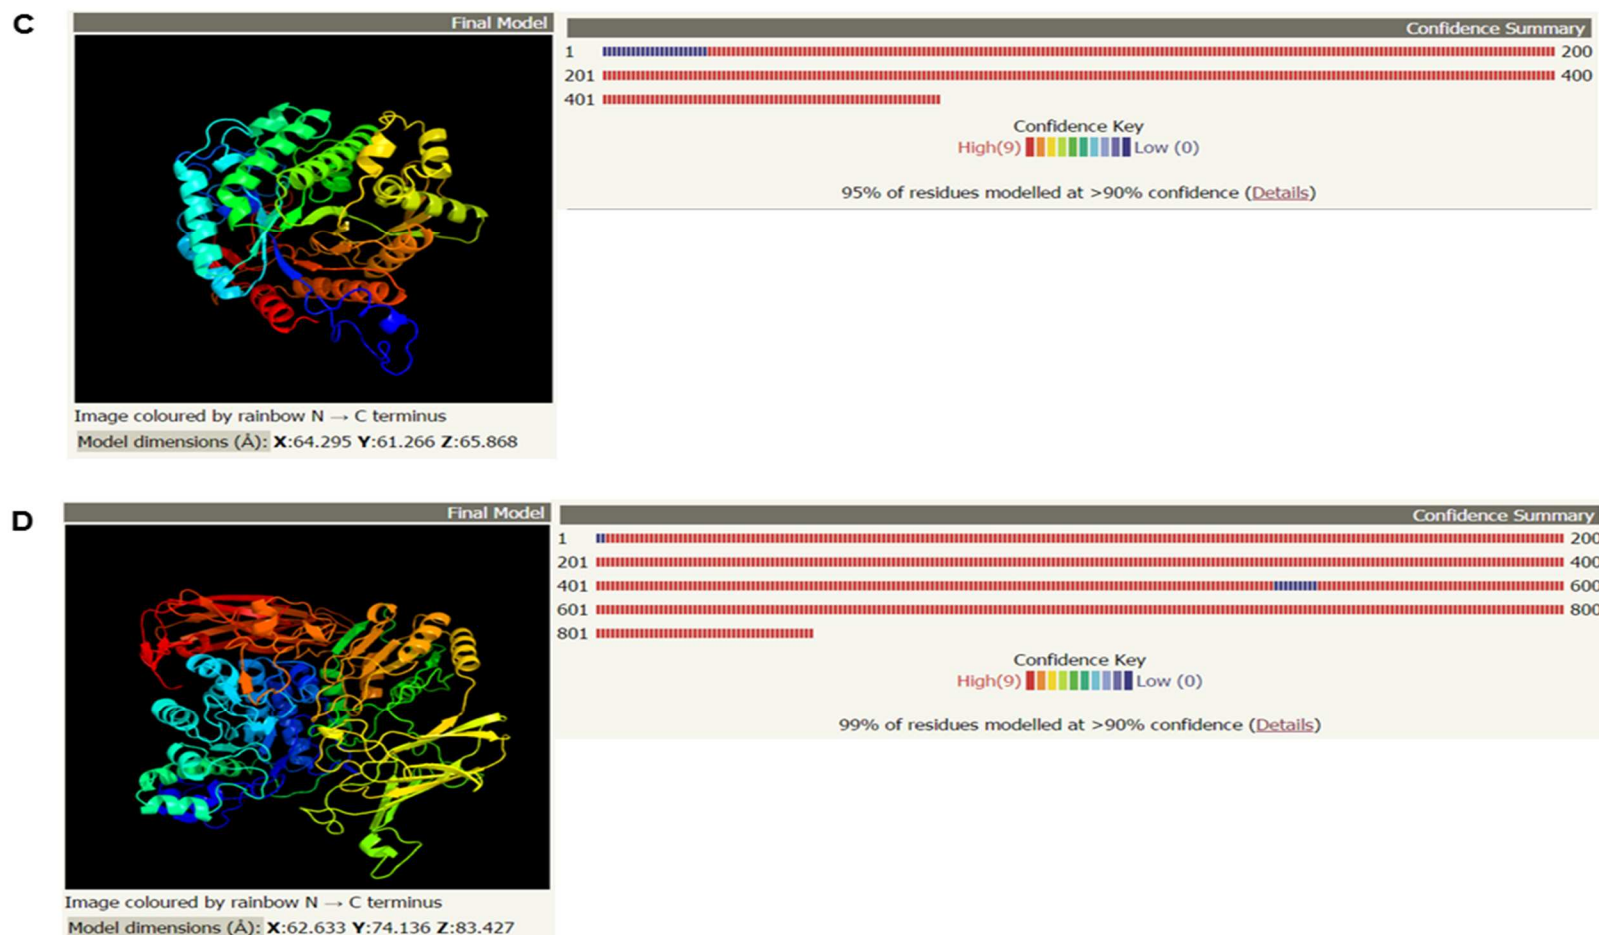 C
Final Model
Confidence Summary
1 200
201 400
401
Confidence Key
High(9) Low (0)
95% of residues modelled at >90% confidence (Details)
Image coloured by rainbow N → C terminus
Model dimensions (Å): X:64.295 Y:61.266 Z:65.868
D
Final Model
Confidence Summary
1 200
201 400
401 600
601 800
801
Confidence Key
High(9) Low (0)
99% of residues modelled at >90% confidence (Details)
Image coloured by rainbow N → C terminus
Model dimensions (Å): X:62.633 Y:74.136 Z:83.427